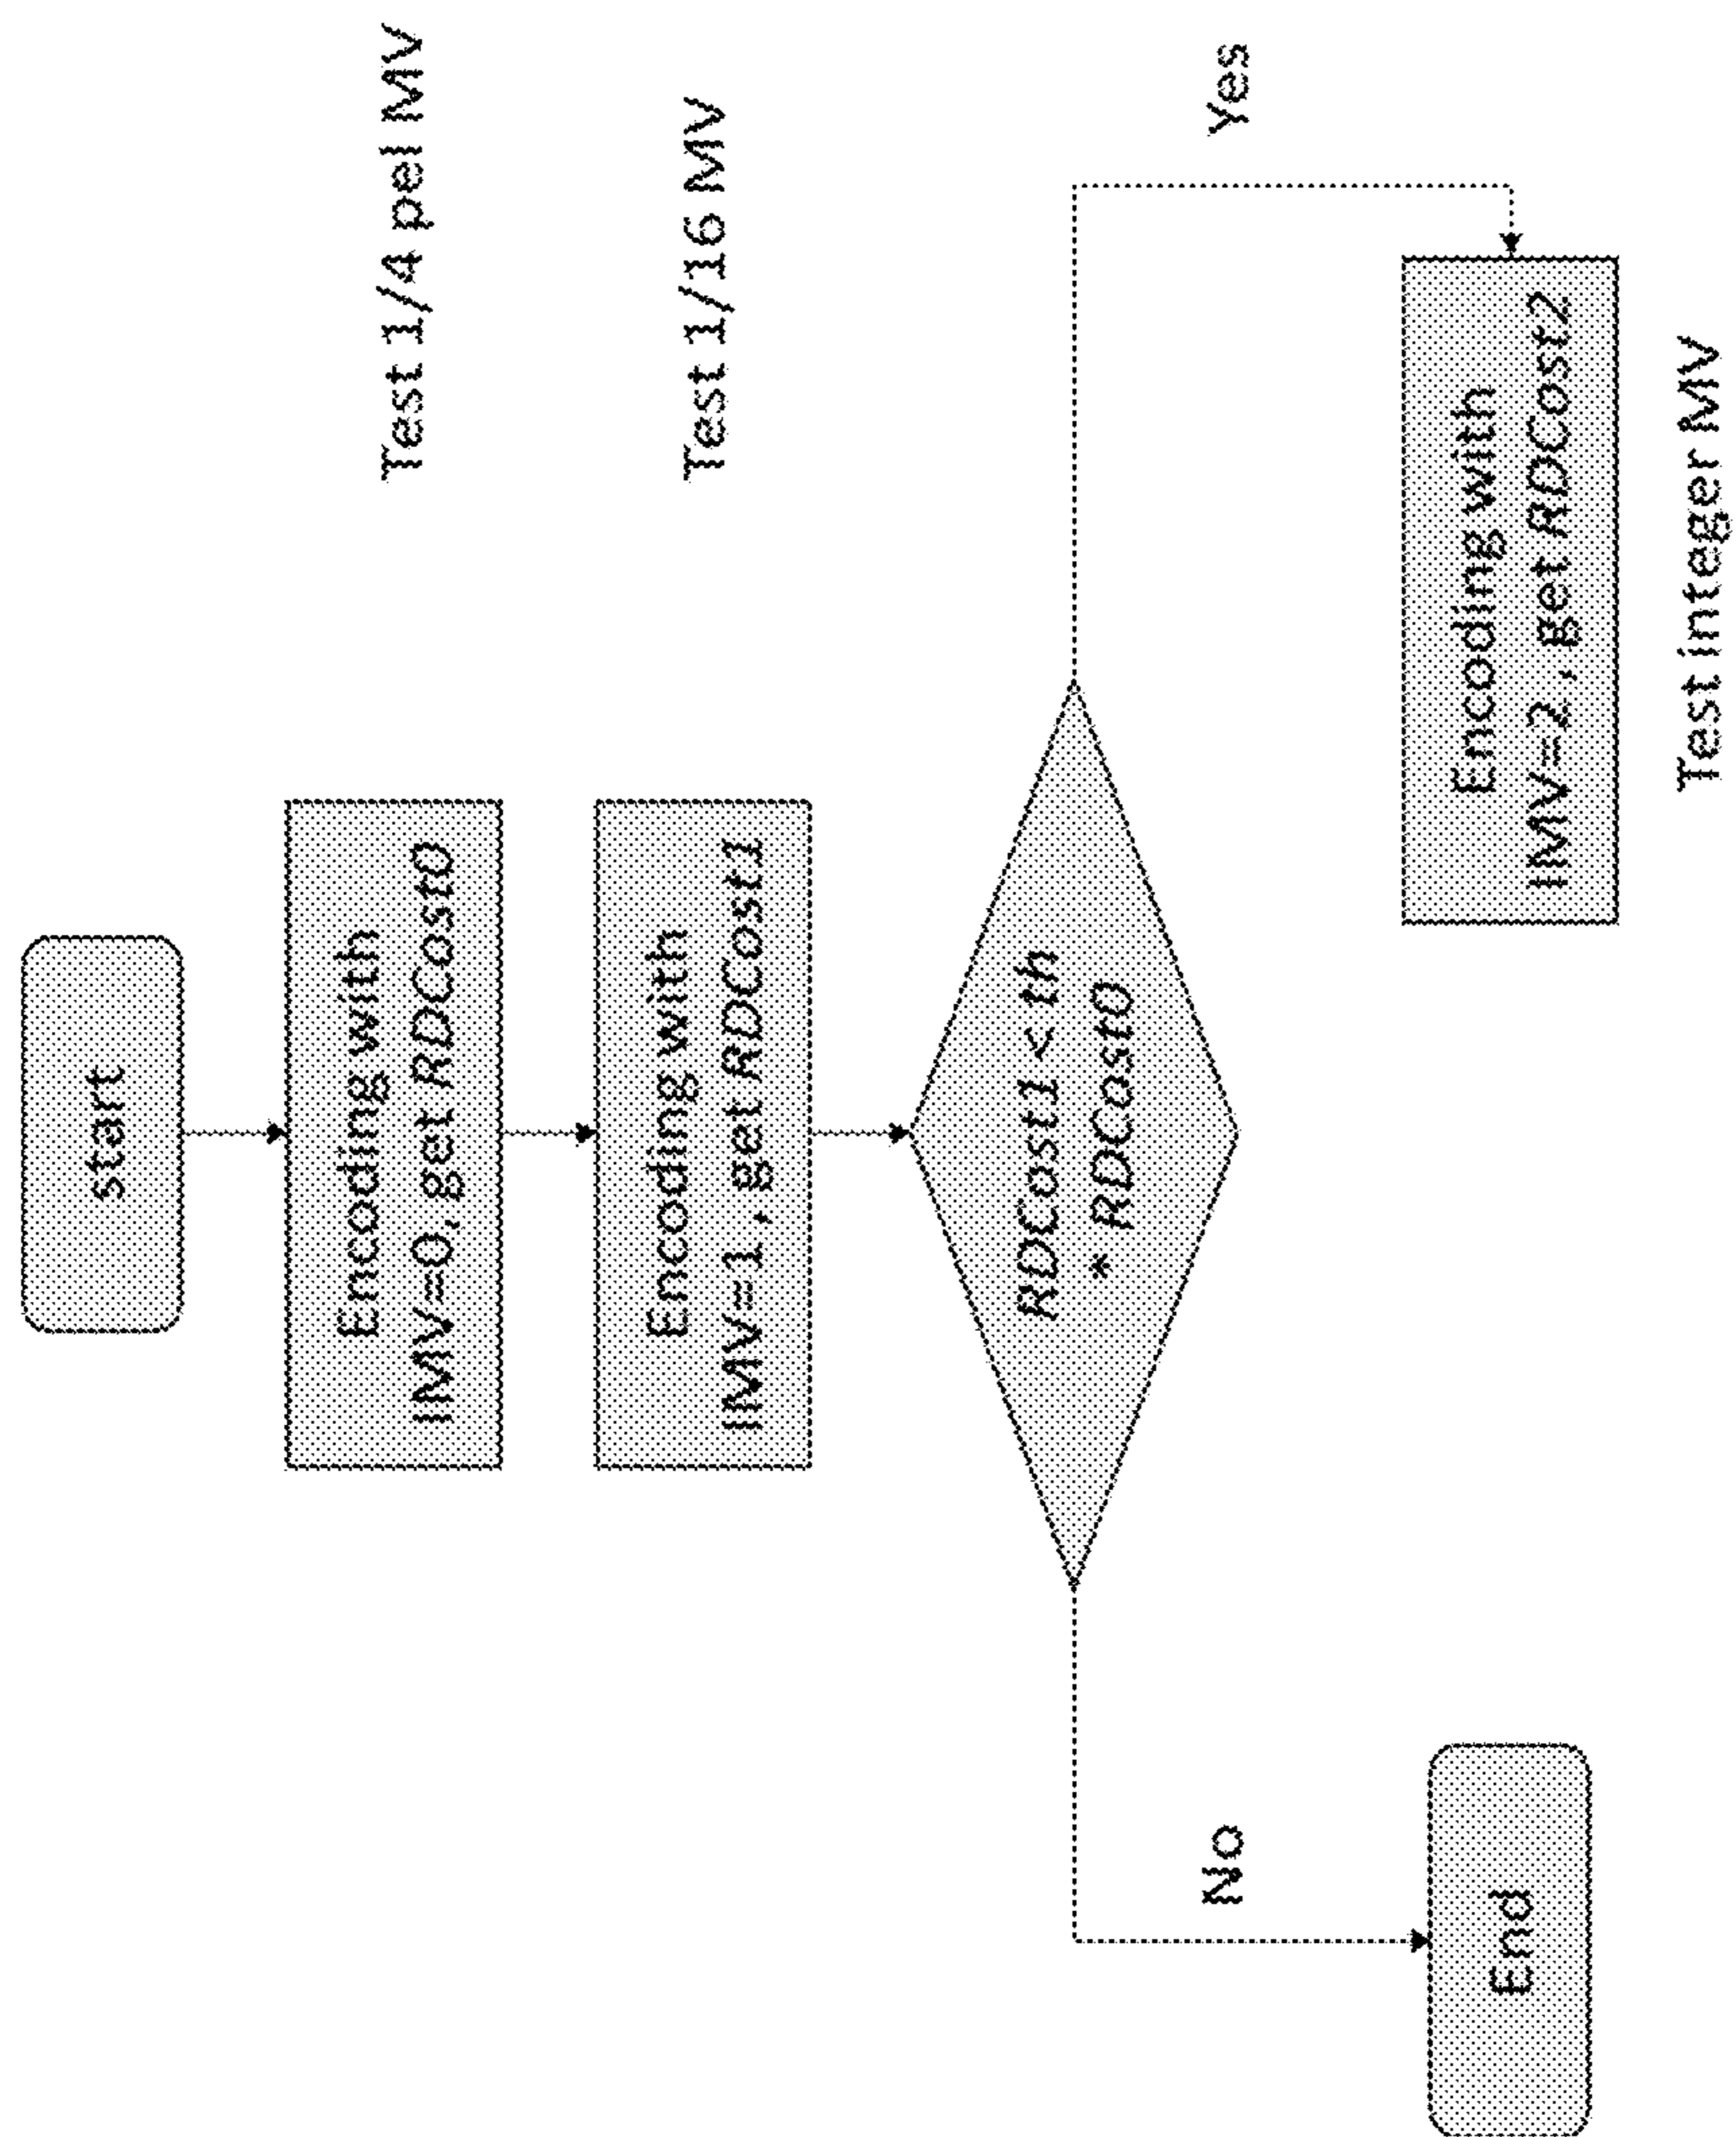 start
Encoding with
IMV=0, get RDCost0
Test 1/4 pel MV
Encoding with
IMV=1 , get RDCost1
Test 1/16 MV
RDCost1 < th
* RDCost0
No
Yes
End
Encoding with
IMV=2 , get RDCost2
Test integer MV